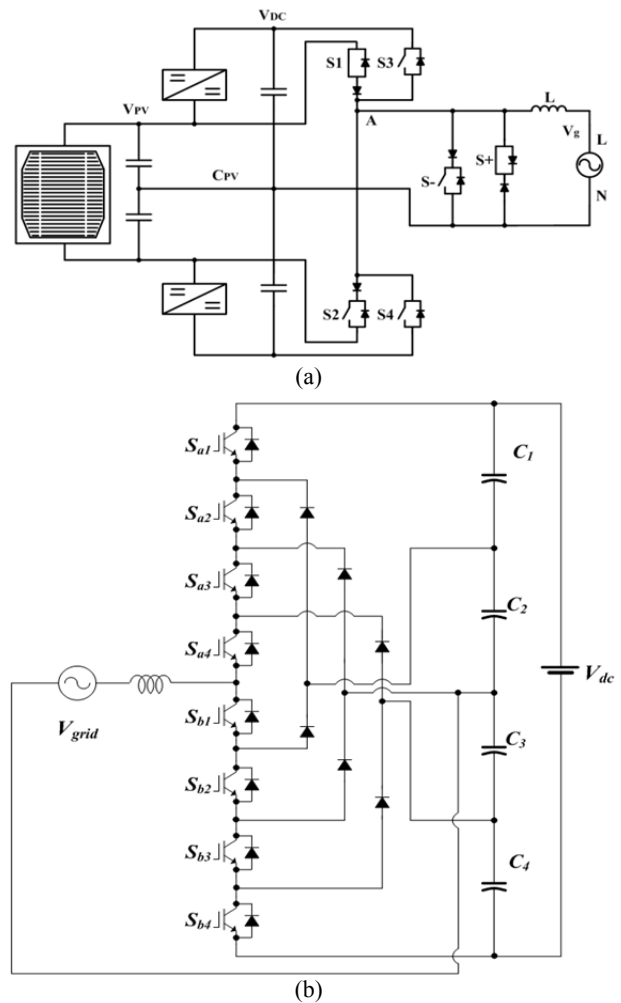 VDC
S1
S3
VPV
A
L
Vg
L
S-
S+
CPV
N
S2
S4
(a)
Sa1
C1
Sa2
Sa3
C2
Sa4
Vdc
Vgrid
Sb1
C3
Sb2
Sb3
C4
Sb4
(b)